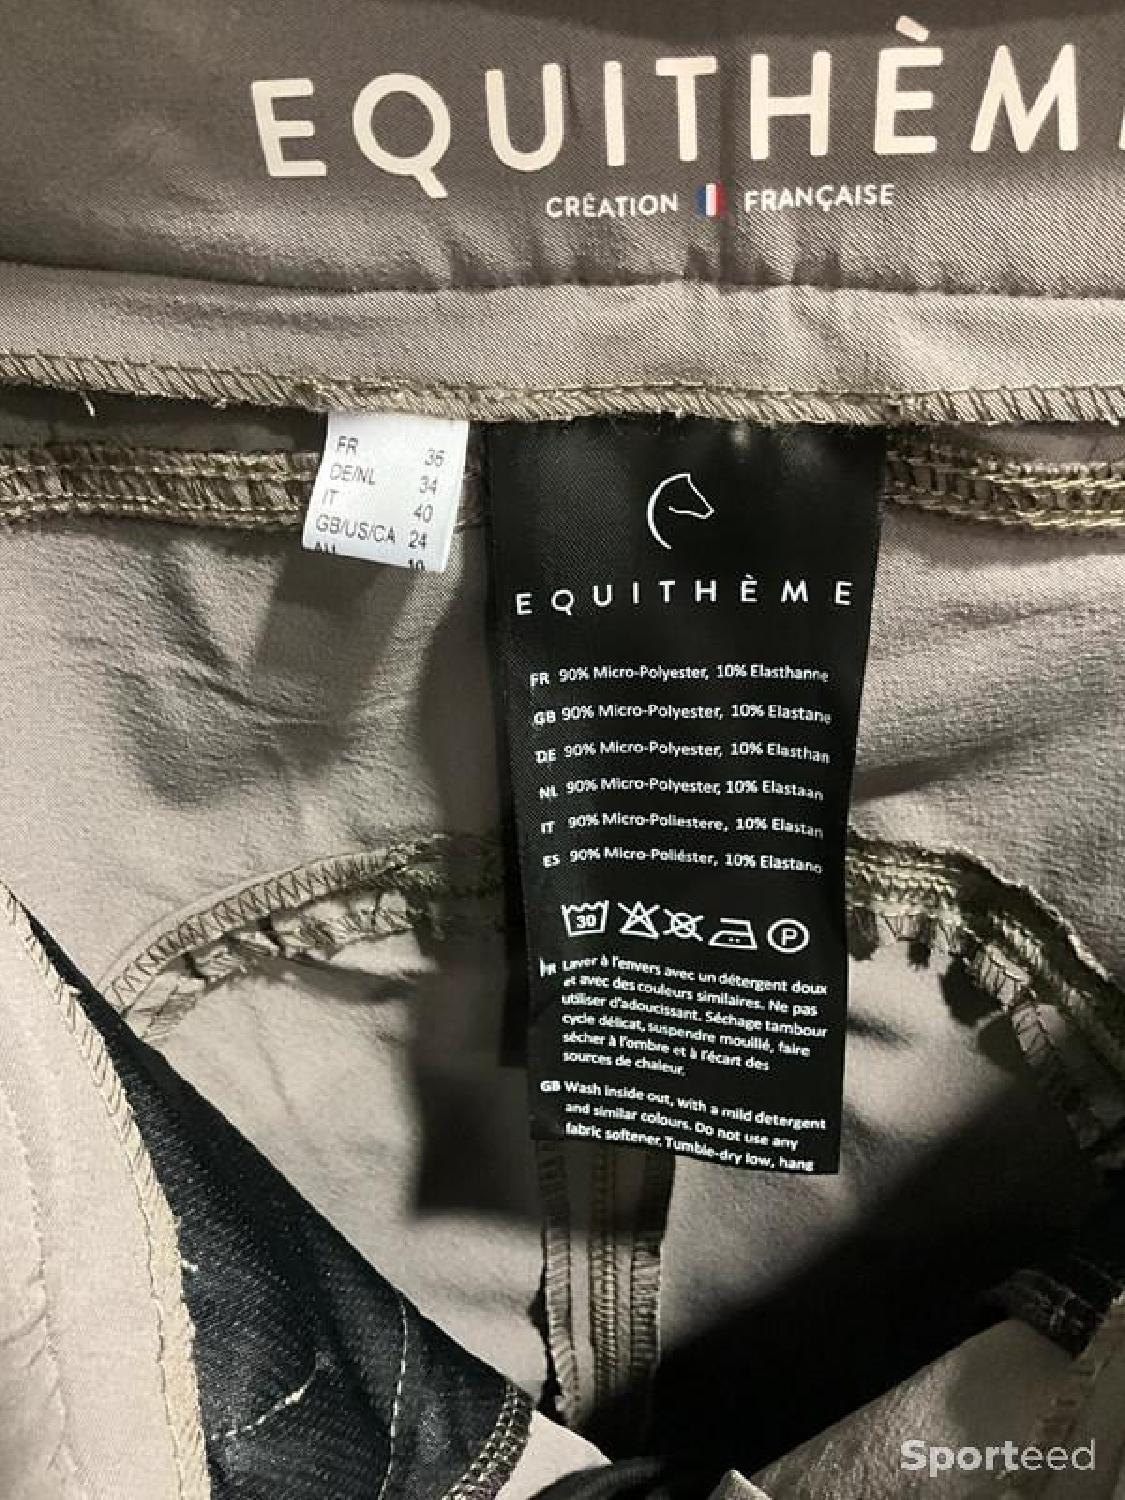 EQUITHÈM
CRÉATION FRANÇAISE
FR 36
DE/NL 34
IT 40
GB/US/CA 24
AU 10
EQUITHÈME
FR 90% Micro-Polyester, 10% Elasthanne
GB 90% Micro-Polyester, 10% Elastane
DE 90% Micro-Polyester, 10% Elasthan
NL 90% Micro-Polyester, 10% Elastaan
IT 90% Micro-Poliestere, 10% Elastan
ES 90% Micro-Poliéster, 10% Elastano
30 P
FR Laver à l'envers avec un détergent doux
et avec des couleurs similaires. Ne pas
utiliser d'adoucissant. Séchage tambour
cycle délicat, suspendre mouillé, faire
sécher à l'ombre et à l'écart des
sources de chaleur.
GB Wash inside out, with a mild detergent
and similar colours. Do not use any
fabric softener. Tumble-dry low, hang
Sporteed